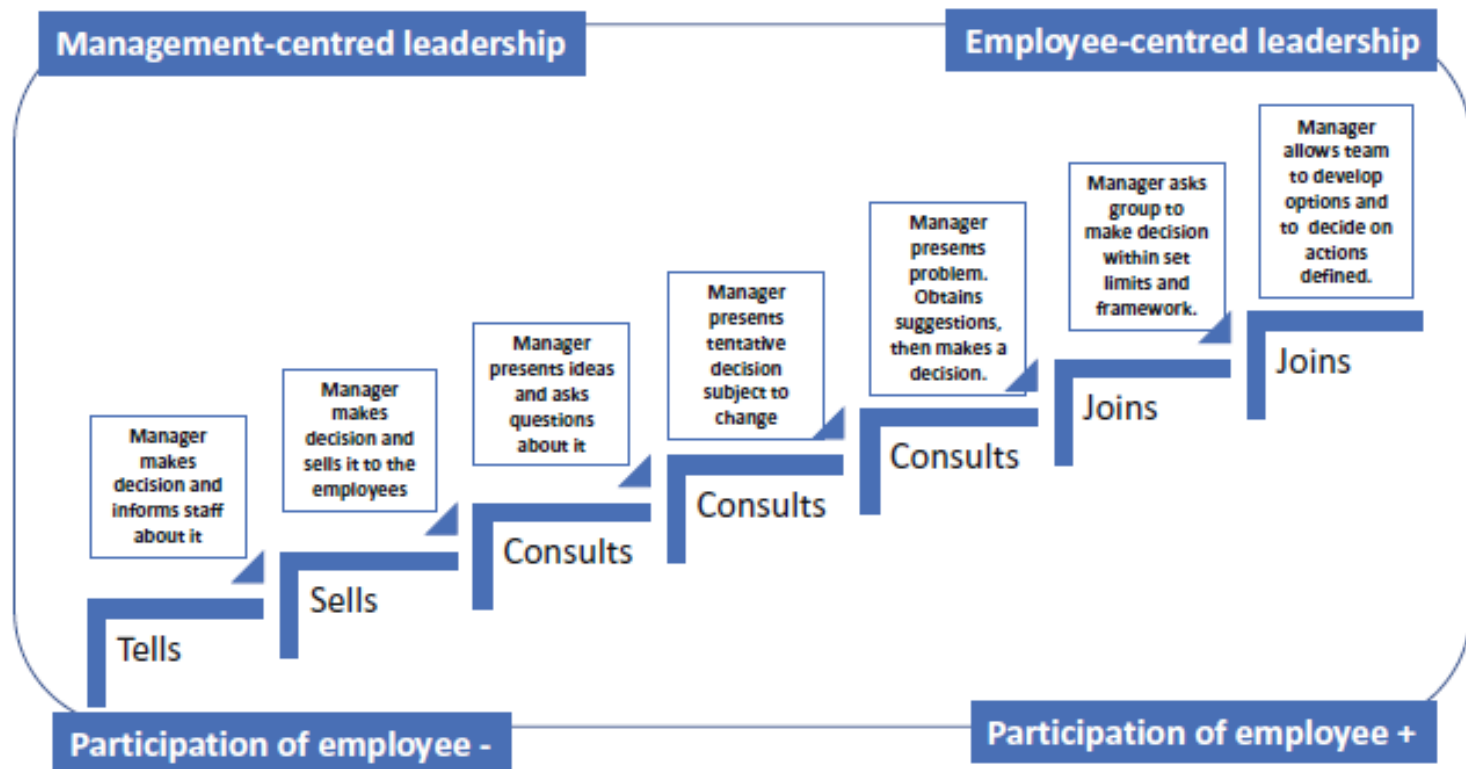 Management-centred leadership
Employee-centred leadership
Manager
makes
decision and
informs staff
about it
Tells
Manager
makes
decision and
sells it to the
employees
Sells
Manager
presents ideas
and asks
questions
about it
Consults
Manager
presents
tentative
decision
subject to
change
Consults
Manager
presents
problem.
Obtains
suggestions,
then makes a
decision.
Consults
Manager asks
group to
make decision
within set
limits and
framework.
Joins
Manager
allows team
to develop
options and
to decide on
actions
defined.
Joins
Participation of employee -
Participation of employee +